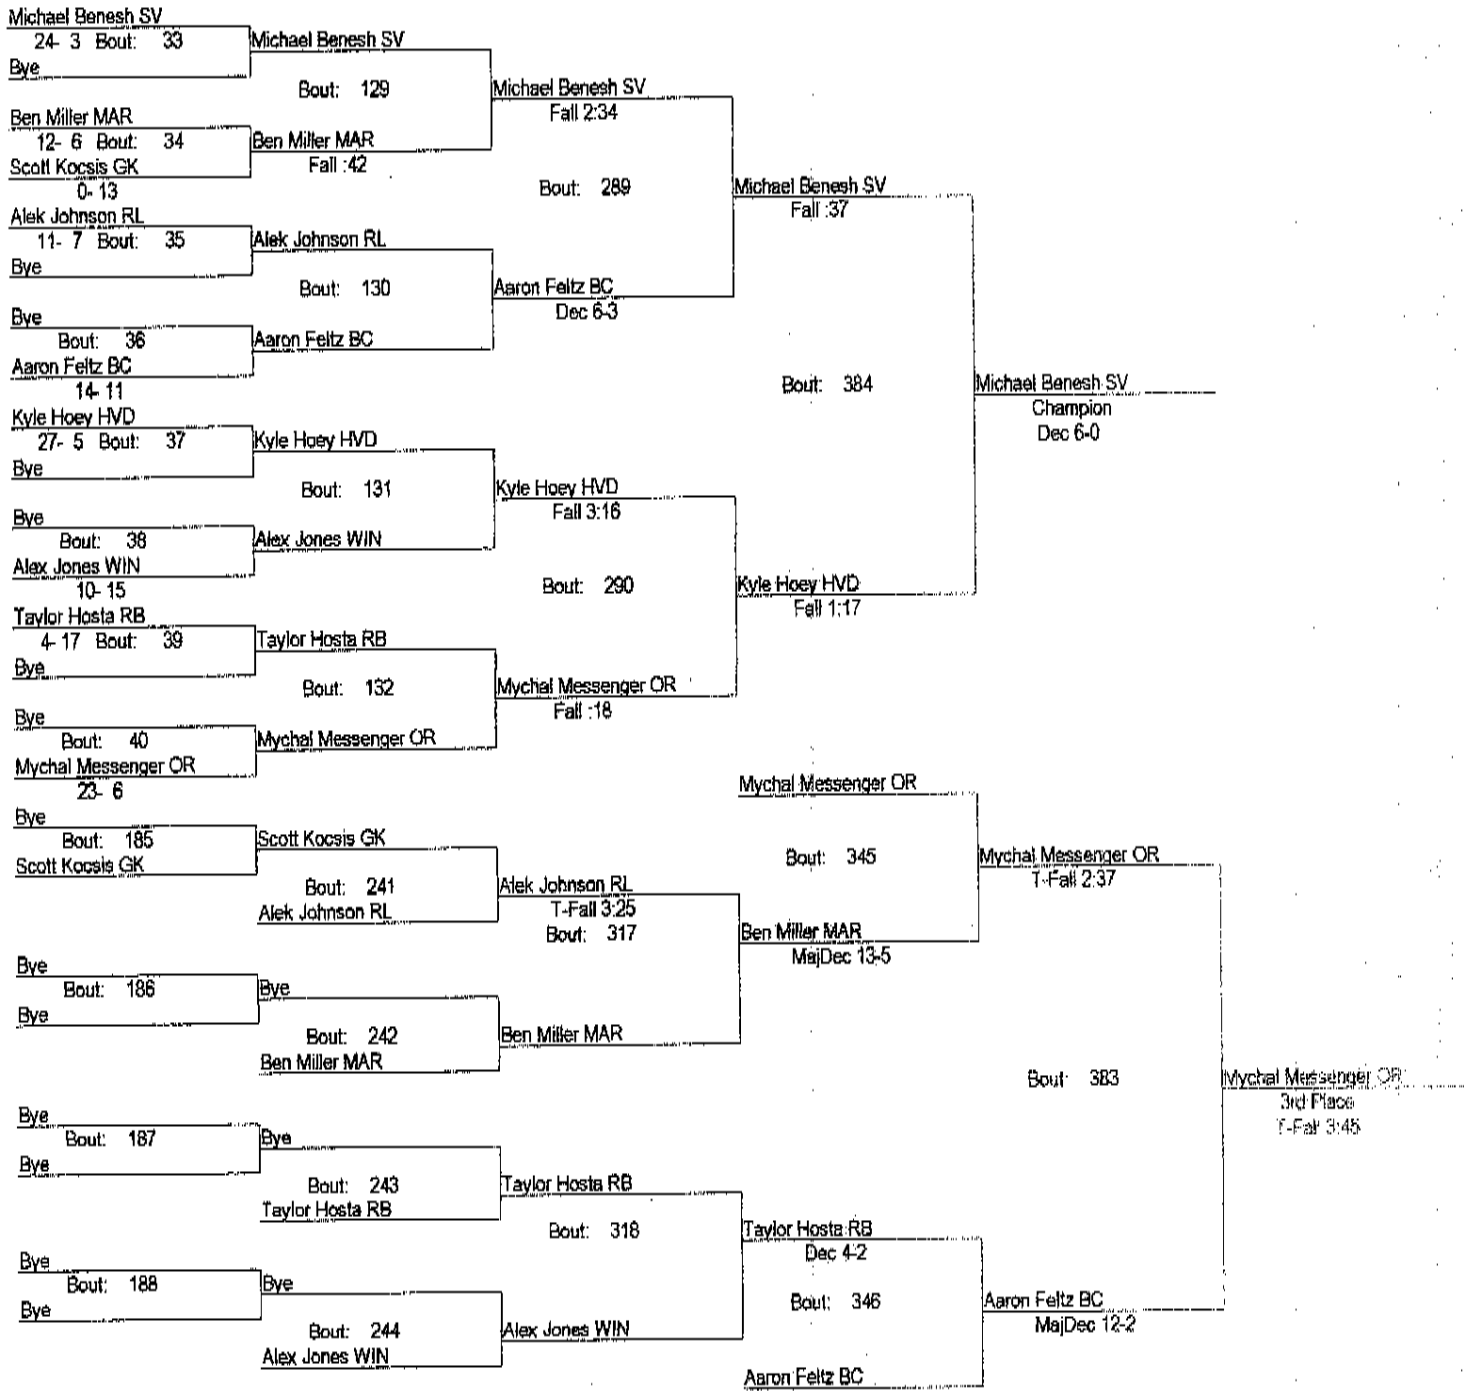 Michael Benesh SV
24- 3 Bout: 33
Bye
Michael Benesh SV
Bout: 129
Ben Miller MAR
12- 6 Bout: 34
Scott Kocsis GK
0- 13
Ben Miller MAR
Fall :42
Michael Benesh SV
Fall 2:34
Bout: 289
Alek Johnson RL
11- 7 Bout: 35
Bye
Alek Johnson RL
Bout: 130
Bye
Bout: 36
Aaron Feltz BC
14- 11
Aaron Feltz BC
Aaron Feltz BC
Dec 6-3
Michael Benesh SV
Fall :37
Bout: 384
Michael Benesh SV
Champion
Dec 6-0
Kyle Hoey HVD
27- 5 Bout: 37
Bye
Kyle Hoey HVD
Bout: 131
Bye
Bout: 38
Alex Jones WIN
10- 15
Alex Jones WIN
Kyle Hoey HVD
Fall 3:16
Bout: 290
Kyle Hoey HVD
Fall 1:17
Taylor Hosta RB
4- 17 Bout: 39
Bye
Taylor Hosta RB
Bout: 132
Bye
Bout: 40
Mychal Messenger OR
23- 6
Mychal Messenger OR
Mychal Messenger OR
Fall :18
Bye
Bout: 185
Scott Kocsis GK
Scott Kocsis GK
Bout: 241
Alek Johnson RL
Alek Johnson RL
T-Fall 3:25
Bout: 317
Mychal Messenger OR
Bout: 345
Ben Miller MAR
MajDec 13-5
Mychal Messenger OR
T-Fall 2:37
Bye
Bout: 186
Bye
Bye
Bout: 242
Ben Miller MAR
Ben Miller MAR
Bout: 383
Mychal Messenger OR
3rd Place
T-Fall 3:45
Bye
Bout: 187
Bye
Bye
Bout: 243
Taylor Hosta RB
Taylor Hosta RB
Bout: 318
Taylor Hosta RB
Dec 4-2
Bout: 346
Aaron Feltz BC
Aaron Feltz BC
MajDec 12-2
Bye
Bout: 188
Bye
Bye
Bout: 244
Alex Jones WIN
Alex Jones WIN